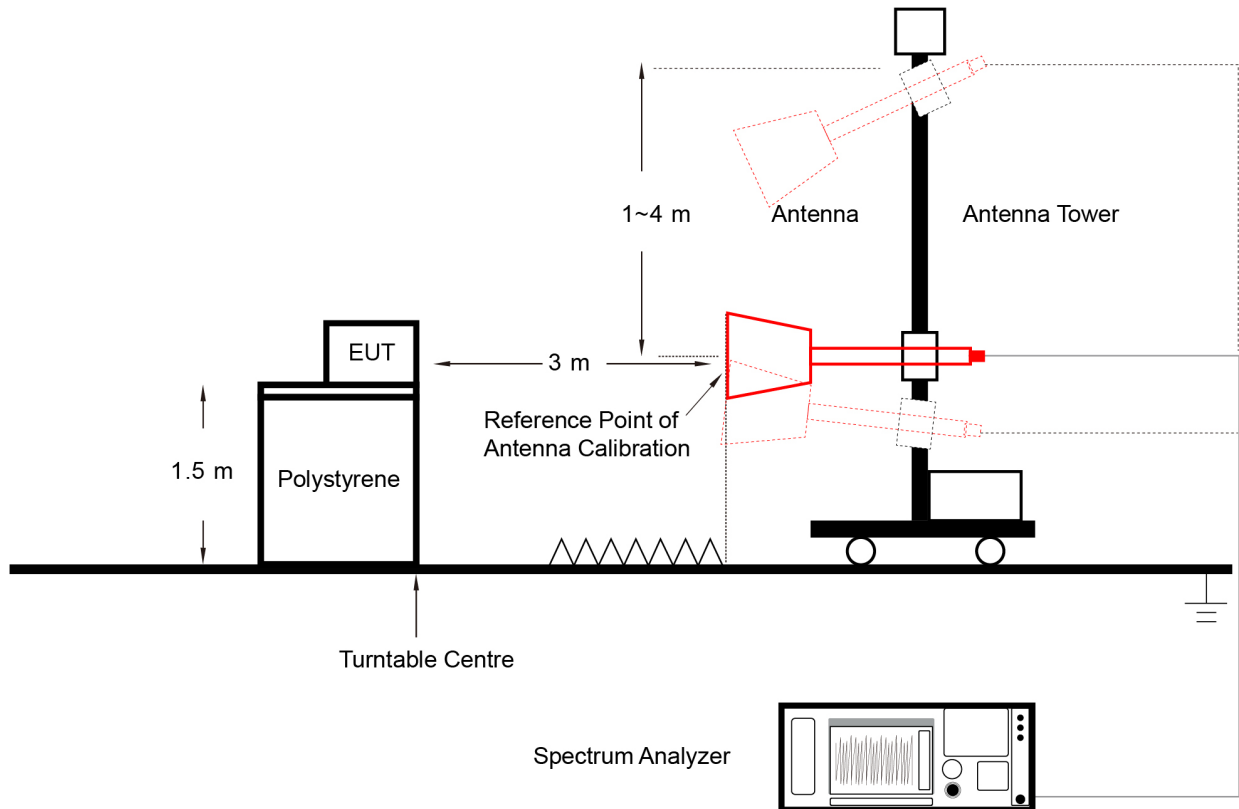 1~4 m
Antenna
Antenna Tower
EUT
3 m
Reference Point of
Antenna Calibration
1.5 m
Polystyrene
Turntable Centre
Spectrum Analyzer